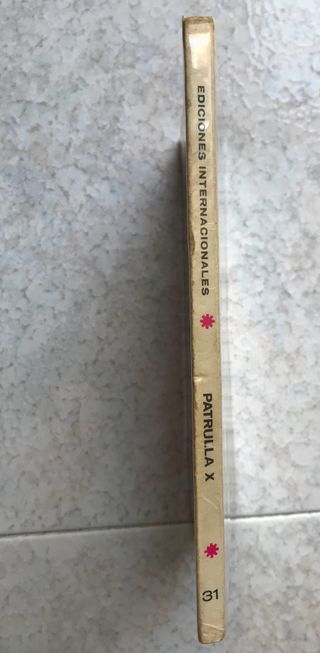 EDICIONES INTERNACIONALES * PATRULLA X * 31